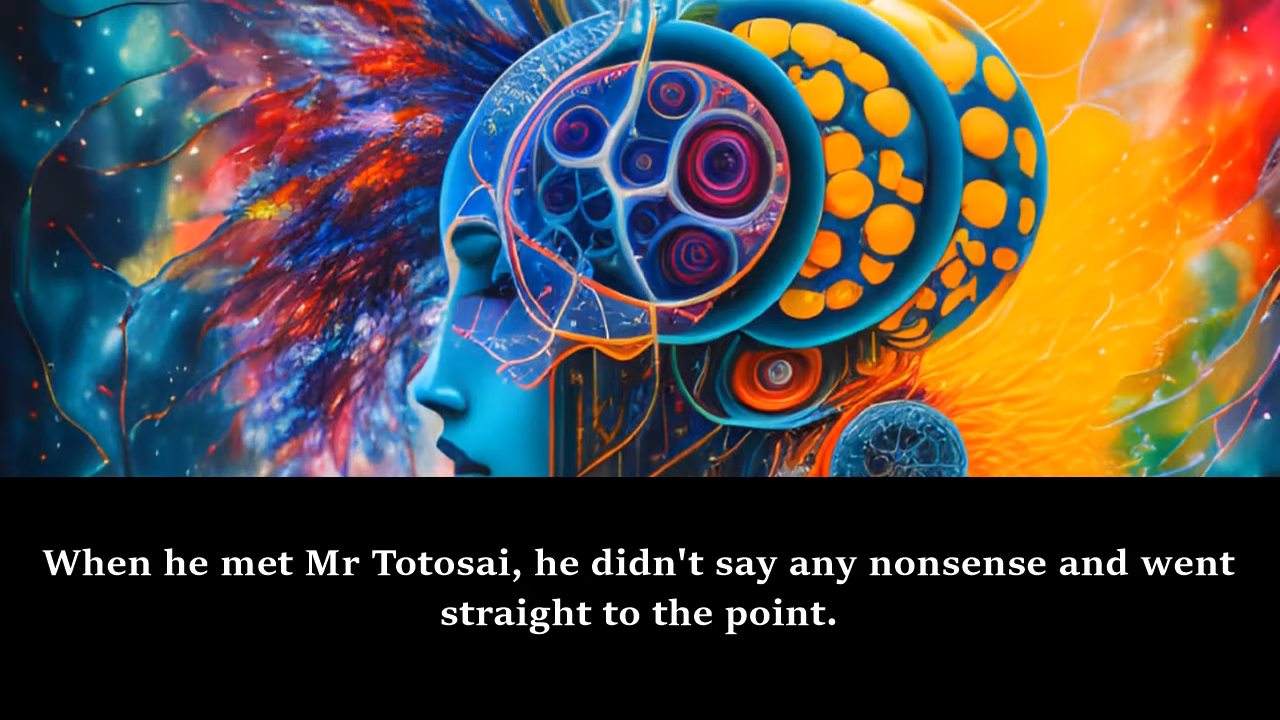 When he met Mr Totosai, he didn't say any nonsense and went
straight to the point.